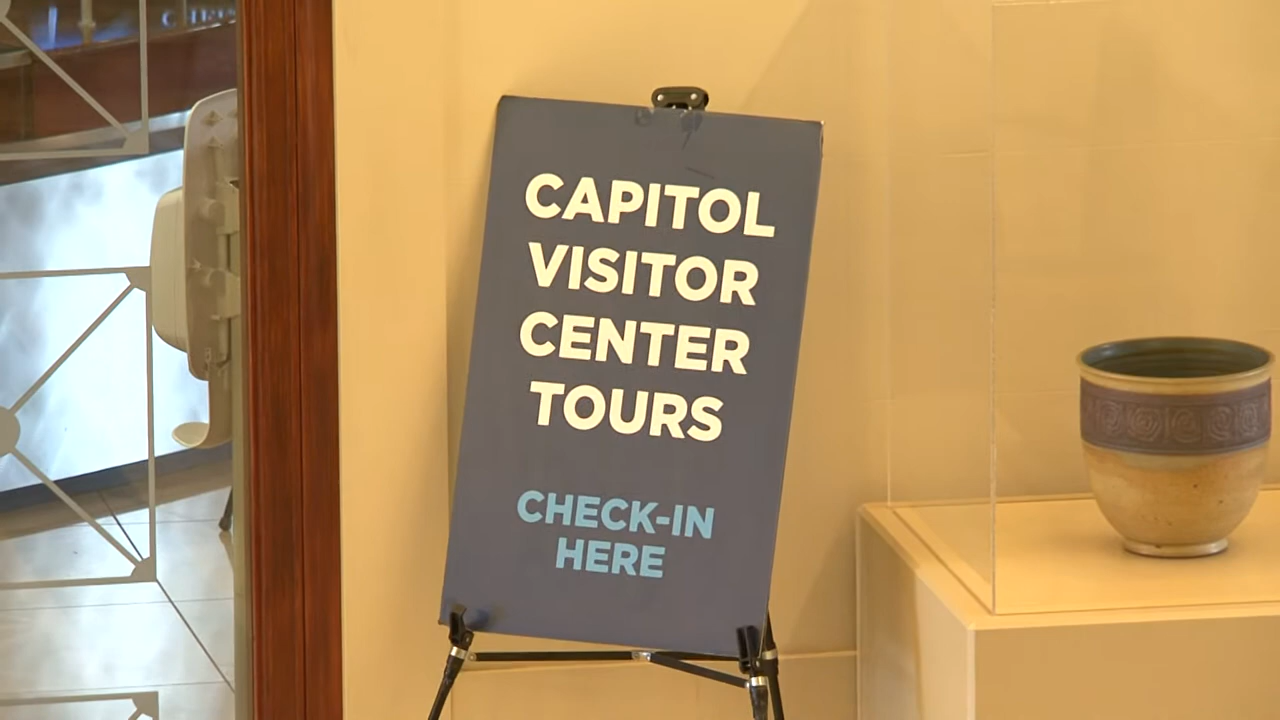 CAPITOL
VISITOR
CENTER
TOURS
CHECK-IN
HERE